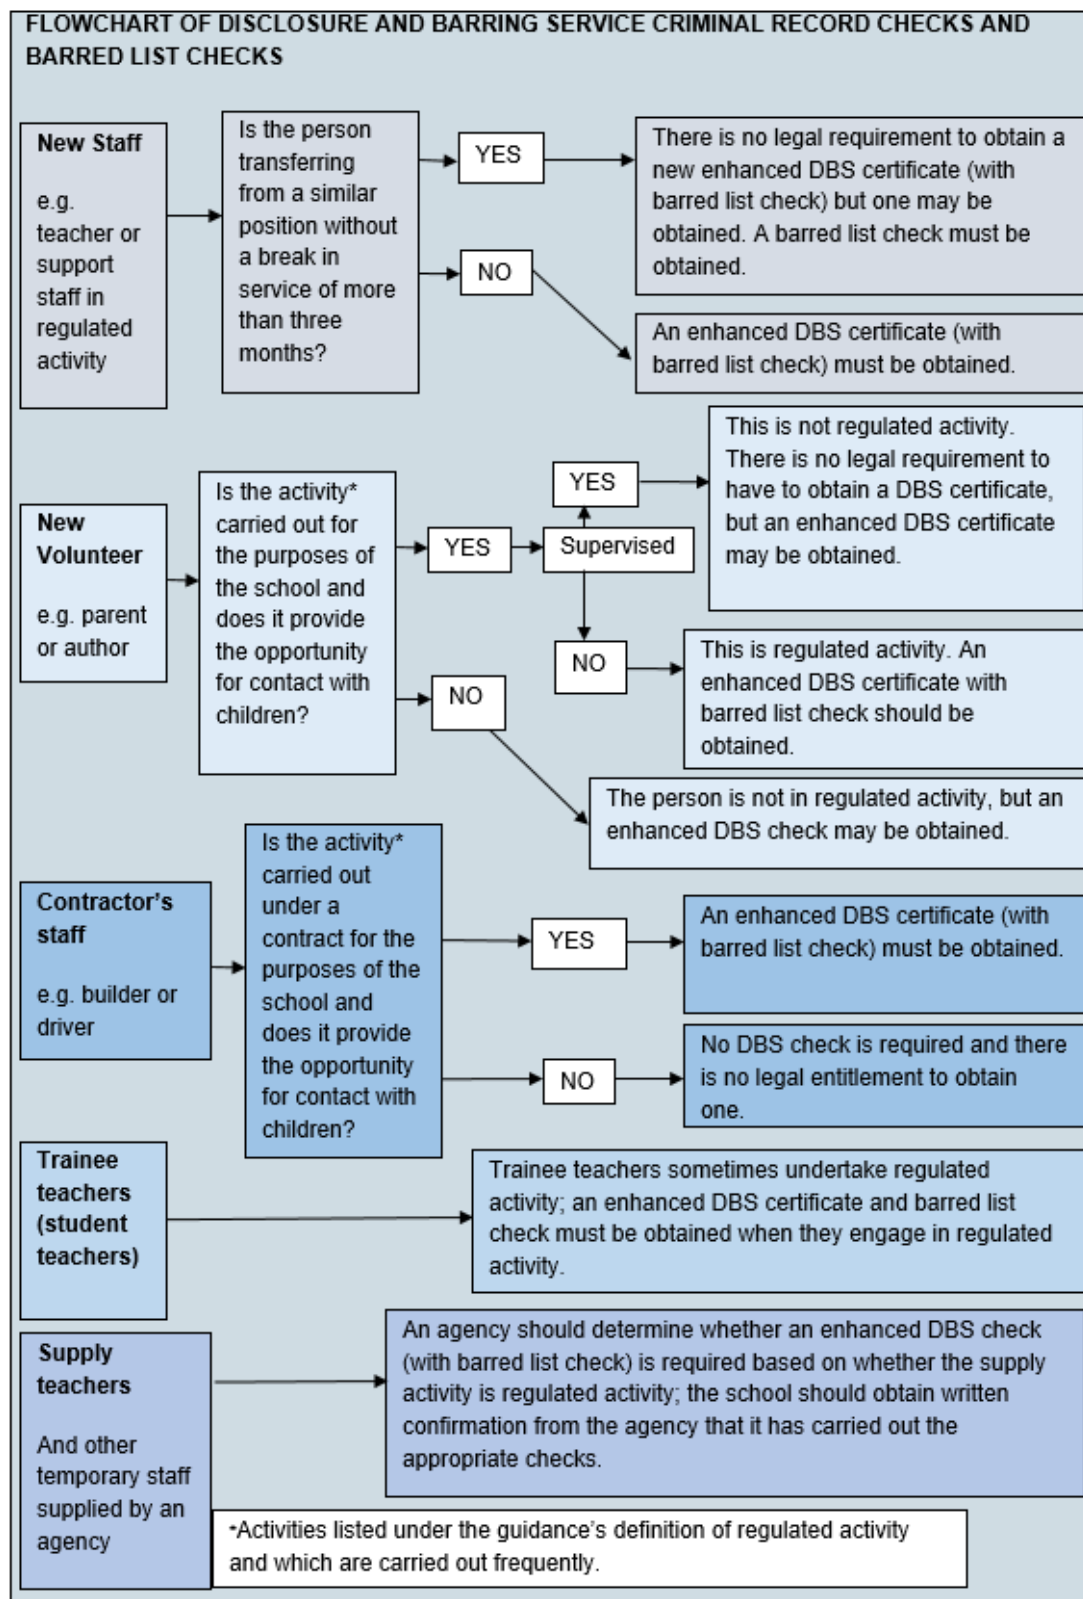 FLOWCHART OF DISCLOSURE AND BARRING SERVICE CRIMINAL RECORD CHECKS AND
BARRED LIST CHECKS
New Staff
e.g.
teacher or
support
staff in
regulated
activity
Is the person
transferring
from a similar
position without
a break in
service of more
than three
months?
YES
There is no legal requirement to obtain a
new enhanced DBS certificate (with
barred list check) but one may be
obtained. A barred list check must be
obtained.
NO
An enhanced DBS certificate (with
barred list check) must be obtained.
New
Volunteer
e.g. parent
or author
Is the activity*
carried out for
the purposes of
the school and
does it provide
the opportunity
for contact with
children?
YES
Supervised
YES
This is not regulated activity.
There is no legal requirement to
have to obtain a DBS certificate,
but an enhanced DBS certificate
may be obtained.
NO
This is regulated activity. An
enhanced DBS certificate with
barred list check should be
obtained.
NO
The person is not in regulated activity, but an
enhanced DBS check may be obtained.
Contractor's
staff
e.g. builder or
driver
Is the activity*
carried out
under a
contract for the
purposes of the
school and
does it provide
the opportunity
for contact with
children?
YES
An enhanced DBS certificate (with
barred list check) must be obtained.
NO
No DBS check is required and there
is no legal entitlement to obtain
one.
Trainee
teachers
(student
teachers)
Trainee teachers sometimes undertake regulated
activity; an enhanced DBS certificate and barred list
check must be obtained when they engage in regulated
activity.
Supply
teachers
And other
temporary staff
supplied by an
agency
An agency should determine whether an enhanced DBS check
(with barred list check) is required based on whether the supply
activity is regulated activity; the school should obtain written
confirmation from the agency that it has carried out the
appropriate checks.
*Activities listed under the guidance's definition of regulated activity
and which are carried out frequently.